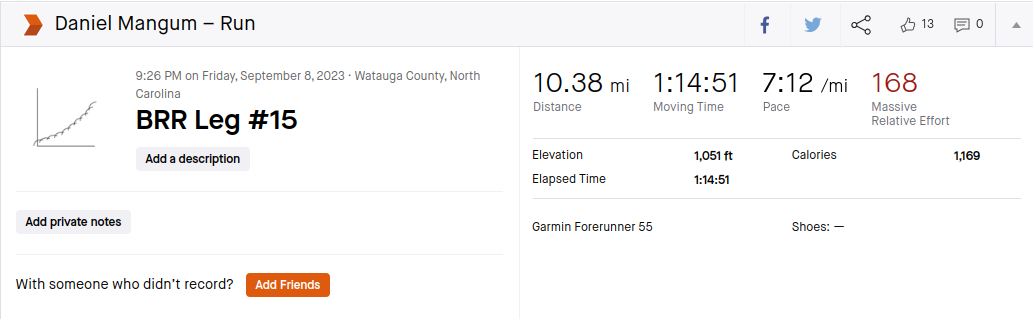 Daniel Mangum – Run
13
0
9:26 PM on Friday, September 8, 2023 · Watauga County, North
Carolina
BRR Leg #15
Add a description
Add private notes
With someone who didn't record? Add Friends
10.38 mi 1:14:51 7:12 /mi 168
Distance Moving Time Pace Massive
Relative Effort
Elevation 1,051 ft Calories 1,169
Elapsed Time 1:14:51
Garmin Forerunner 55 Shoes: —